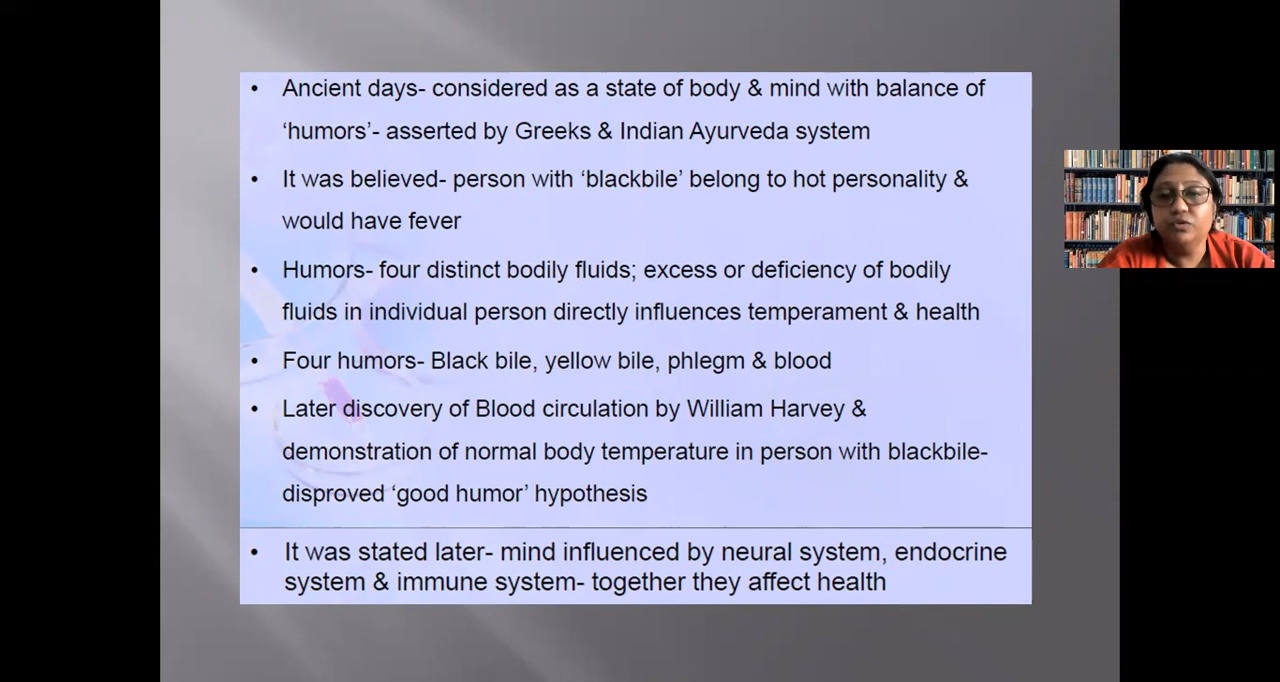 • Ancient days- considered as a state of body & mind with balance of
‘humors’- asserted by Greeks & Indian Ayurveda system
• It was believed- person with ‘blackbile’ belong to hot personality &
would have fever
• Humors- four distinct bodily fluids; excess or deficiency of bodily
fluids in individual person directly influences temperament & health
• Four humors- Black bile, yellow bile, phlegm & blood
• Later discovery of Blood circulation by William Harvey &
demonstration of normal body temperature in person with blackbile-
disproved ‘good humor’ hypothesis
• It was stated later- mind influenced by neural system, endocrine
system & immune system- together they affect health